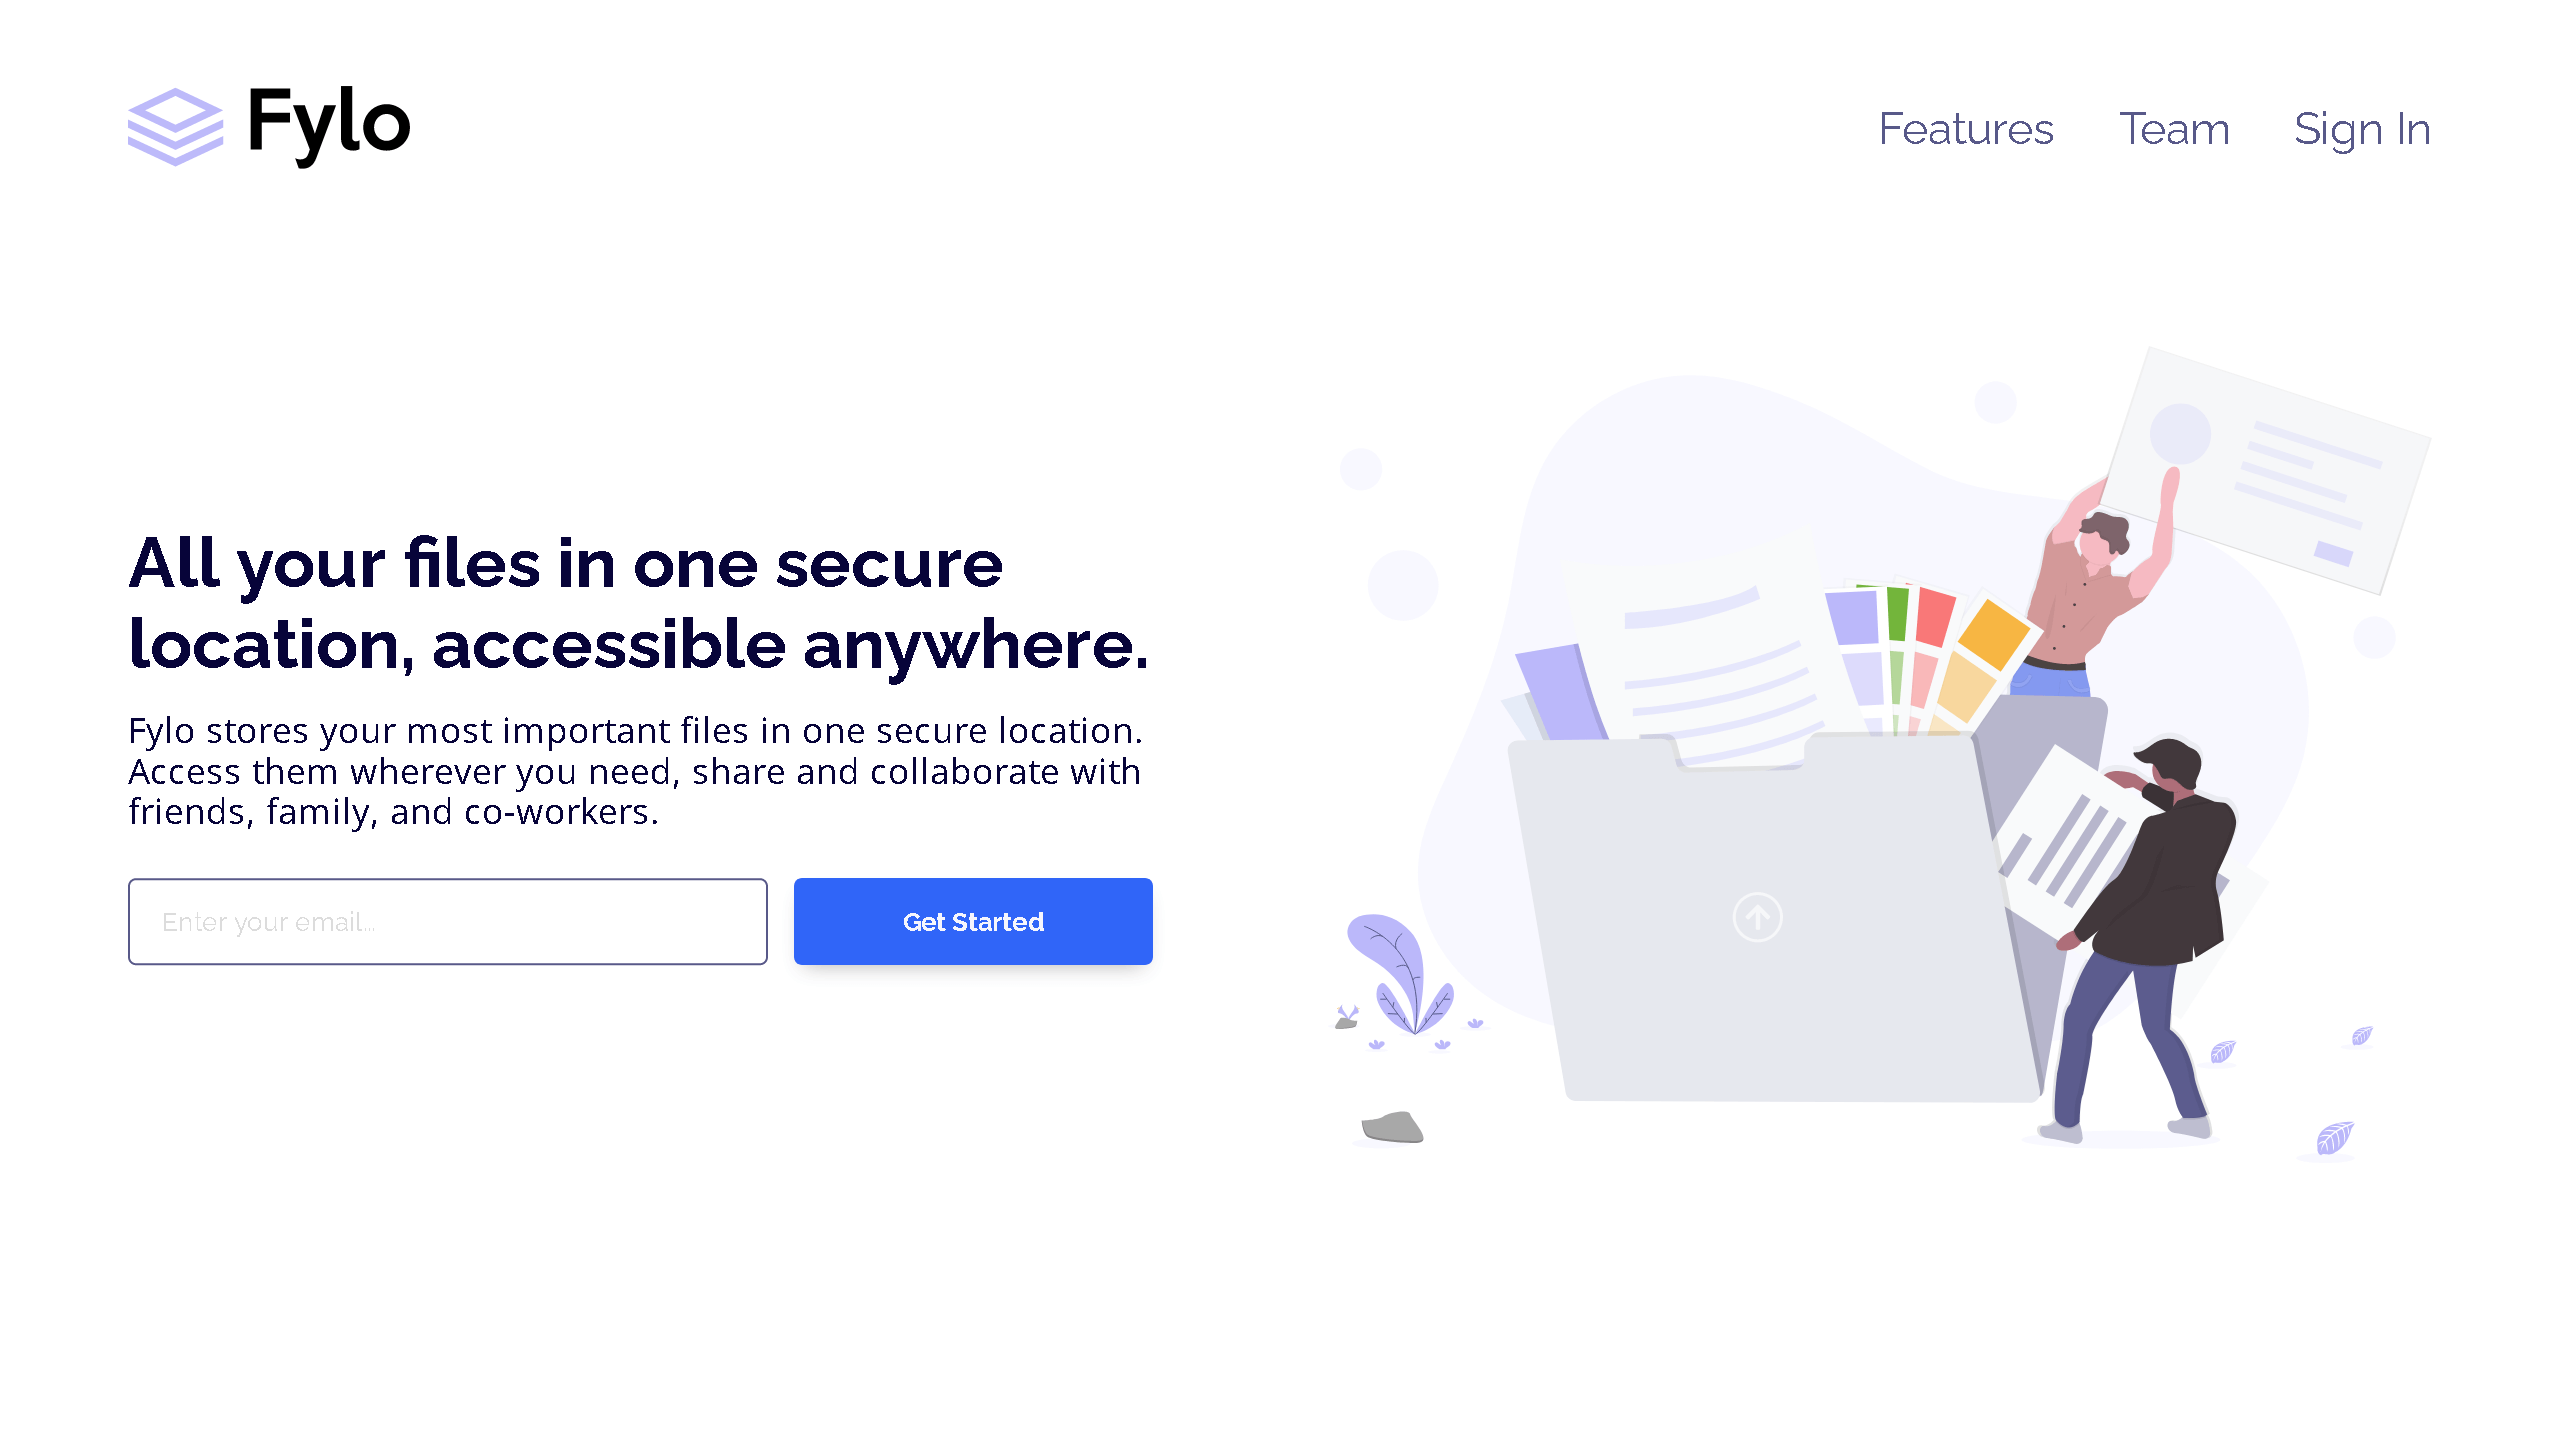 Fylo
Features
Team
Sign In
All your files in one secure
location, accessible anywhere.
Fylo stores your most important files in one secure location.
Access them wherever you need, share and collaborate with
friends, family, and co-workers.
Enter your email...
Get Started